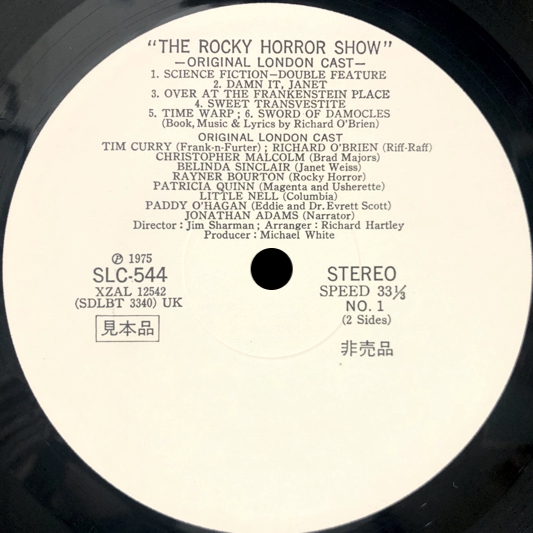 "THE ROCKY HORROR SHOW"
—ORIGINAL LONDON CAST—
1. SCIENCE FICTION—DOUBLE FEATURE
2. DAMN IT, JANET
3. OVER AT THE FRANKENSTEIN PLACE
4. SWEET TRANSVESTITE
5. TIME WARP ; 6. SWORD OF DAMOCLES
(Book, Music & Lyrics by Richard O'Brien)
ORIGINAL LONDON CAST
TIM CURRY (Frank-n-Furter) ; RICHARD O'BRIEN (Riff-Raff)
CHRISTOPHER MALCOLM (Brad Majors)
BELINDA SINCLAIR (Janet Weiss)
RAYNER BOURTON (Rocky Horror)
PATRICIA QUINN (Magenta and Usherette)
LITTLE NELL (Columbia)
PADDY O'HAGAN (Eddie and Dr. Evrett Scott)
JONATHAN ADAMS (Narrator)
Director : Jim Sharman ; Arranger : Richard Hartley
Producer : Michael White
℗ 1975
SLC-544
XZAL 12542
(SDLBT 3340) UK
見本品
STEREO
SPEED 33⅓
NO. 1
(2 Sides)
非売品